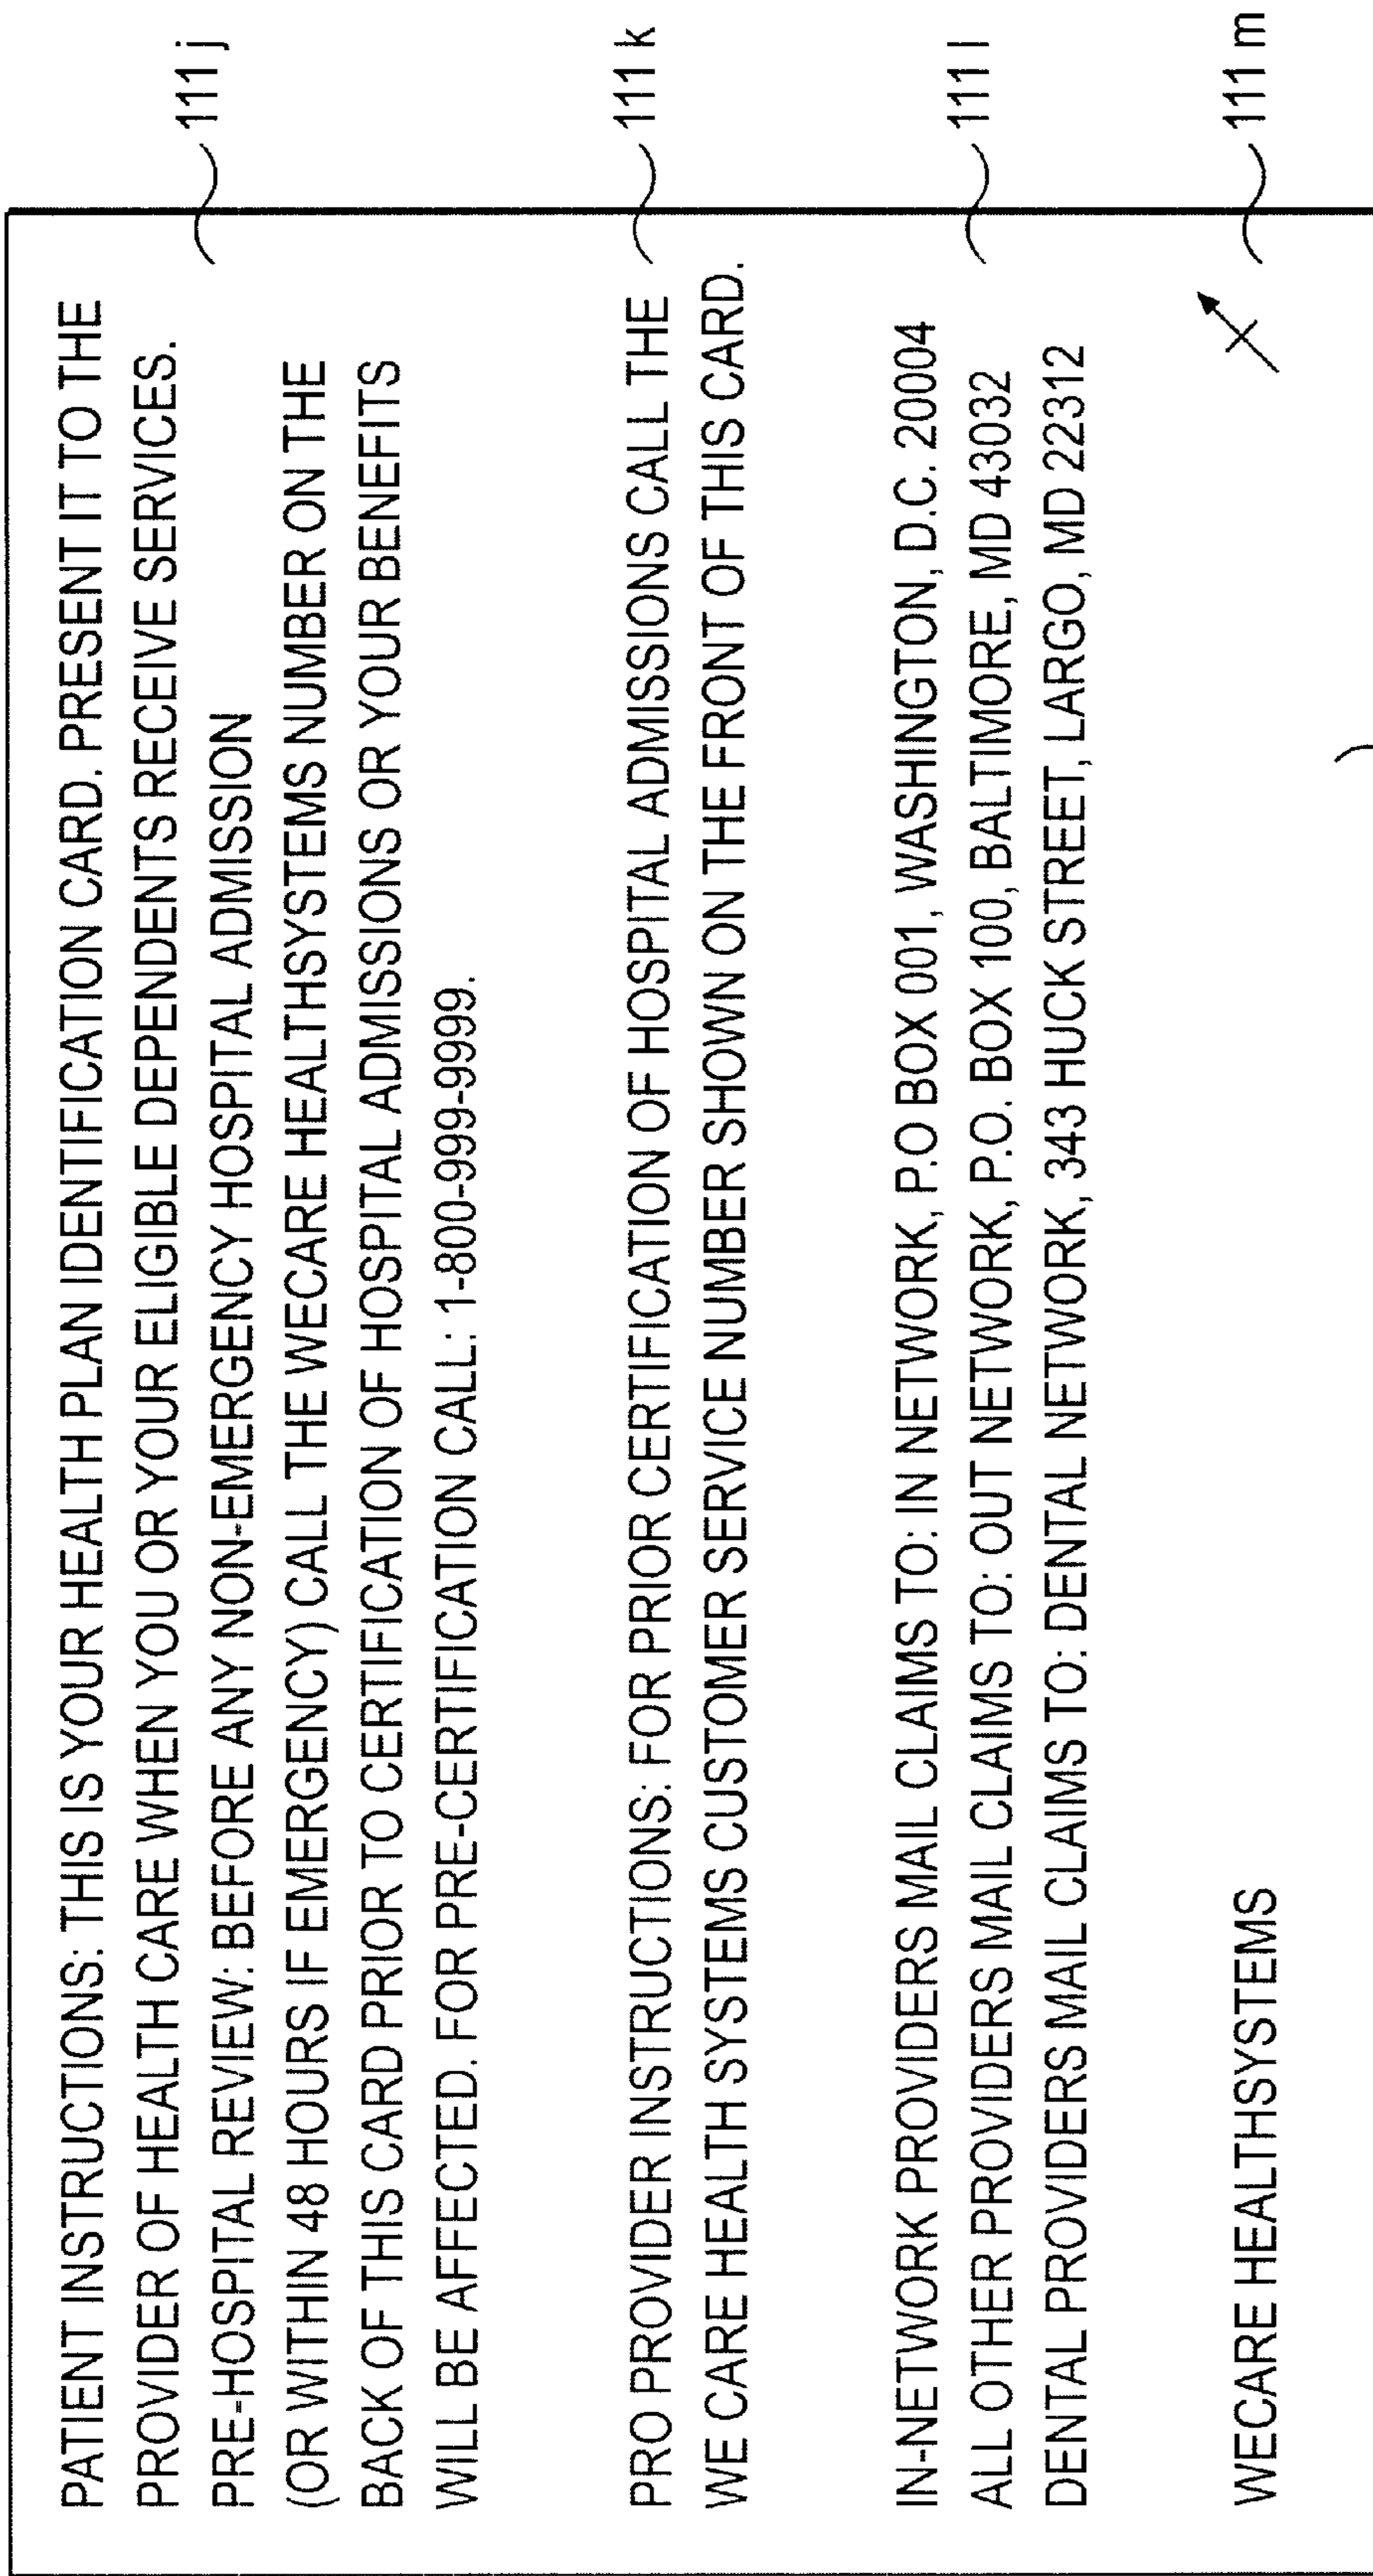 PATIENT INSTRUCTIONS: THIS IS YOUR HEALTH PLAN IDENTIFICATION CARD. PRESENT IT TO THE
PROVIDER OF HEALTH CARE WHEN YOU OR YOUR ELIGIBLE DEPENDENTS RECEIVE SERVICES.
PRE-HOSPITAL REVIEW: BEFORE ANY NON-EMERGENCY HOSPITAL ADMISSION
(OR WITHIN 48 HOURS IF EMERGENCY) CALL THE WECARE HEALTHSYSTEMS NUMBER ON THE
BACK OF THIS CARD PRIOR TO CERTIFICATION OF HOSPITAL ADMISSIONS OR YOUR BENEFITS
WILL BE AFFECTED. FOR PRE-CERTIFICATION CALL: 1-800-999-9999.
111 j
PRO PROVIDER INSTRUCTIONS: FOR PRIOR CERTIFICATION OF HOSPITAL ADMISSIONS CALL THE
WE CARE HEALTH SYSTEMS CUSTOMER SERVICE NUMBER SHOWN ON THE FRONT OF THIS CARD.
111 k
IN-NETWORK PROVIDERS MAIL CLAIMS TO: IN NETWORK, P.O BOX 001, WASHINGTON, D.C. 20004
ALL OTHER PROVIDERS MAIL CLAIMS TO: OUT NETWORK, P.O. BOX 100, BALTIMORE, MD 43032
DENTAL PROVIDERS MAIL CLAIMS TO: DENTAL NETWORK, 343 HUCK STREET, LARGO, MD 22312
111 l
WECARE HEALTHSYSTEMS
111 m